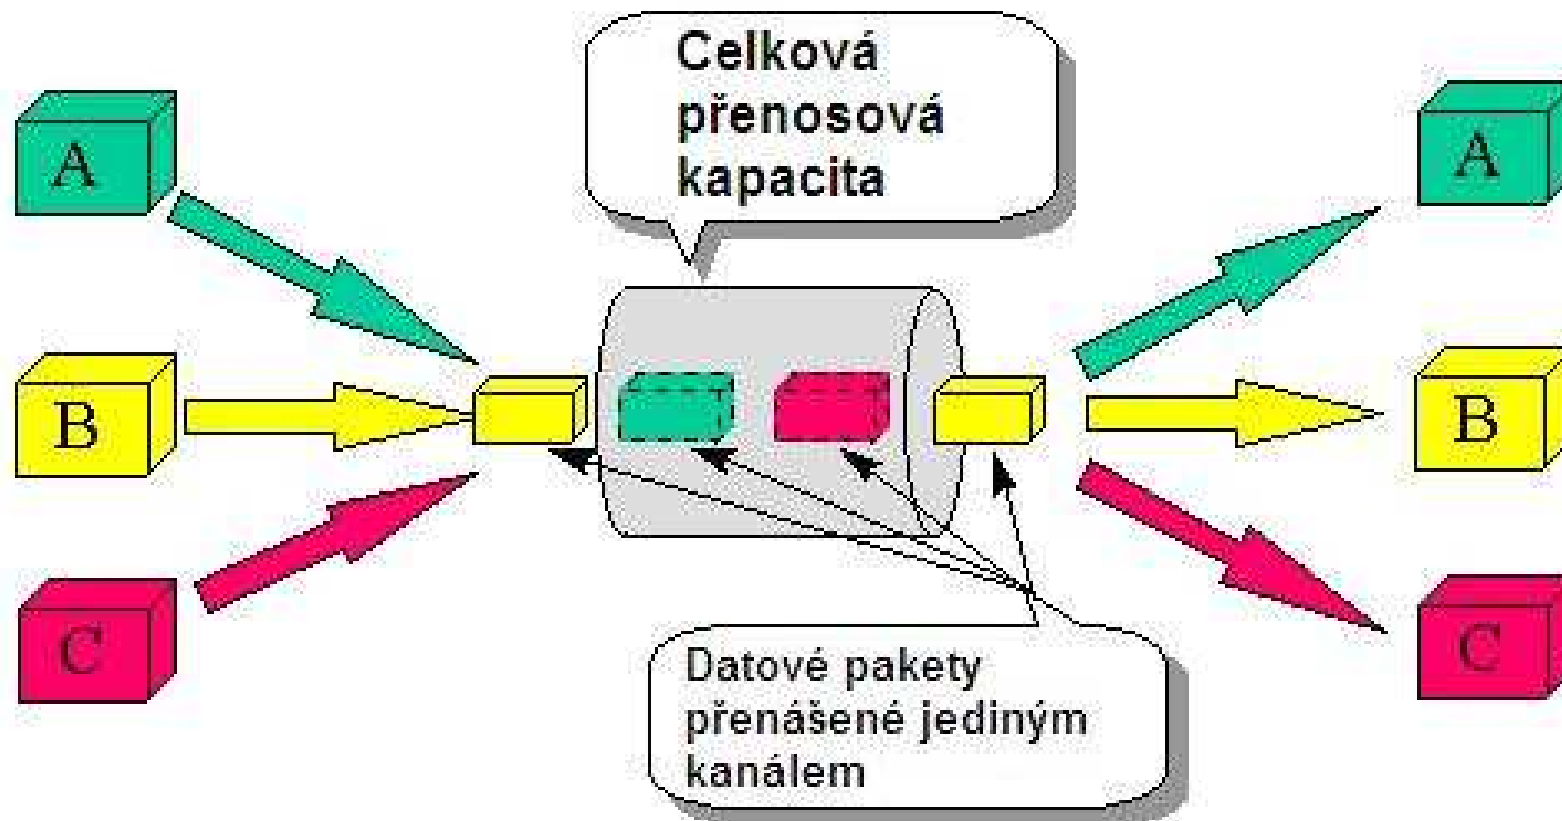 Celková
přenosová
kapacita
A
A
B
B
C
C
Datové pakety
přenášené jediným
kanálem